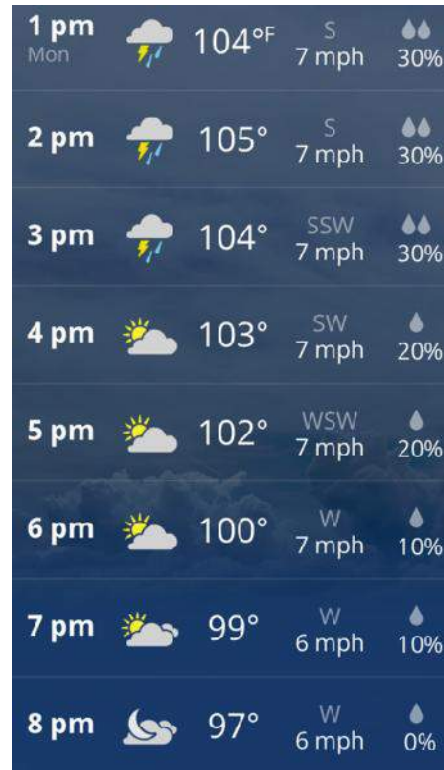 1 pm 104°F S
Mon 7 mph 30%
2 pm 105° S
7 mph 30%
3 pm 104° SSW
7 mph 30%
4 pm 103° SW
7 mph 20%
5 pm 102° WSW
7 mph 20%
6 pm 100° W
7 mph 10%
7 pm 99° W
6 mph 10%
8 pm 97° W
6 mph 0%